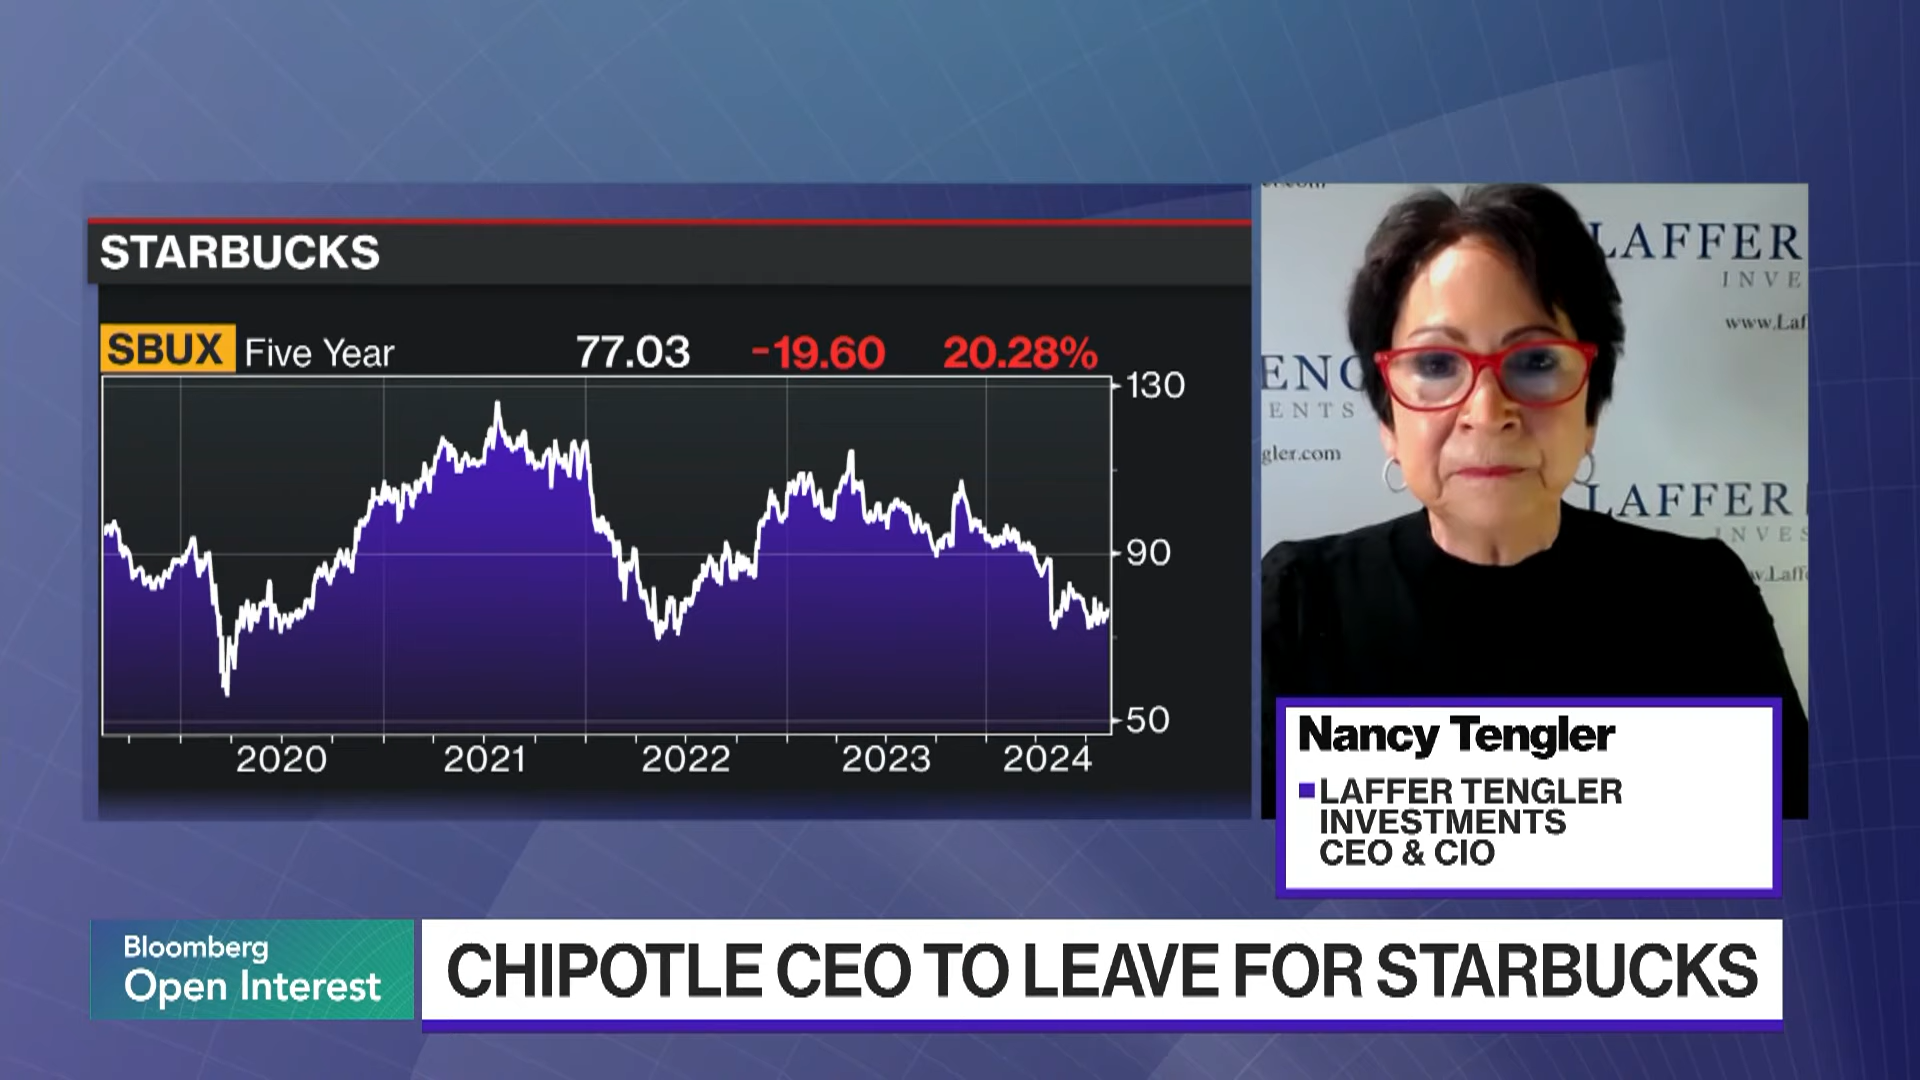 STARBUCKS
SBUX Five Year 77.03 -19.60 20.28%
130
90
50
2020 2021 2022 2023 2024
LAFFER
INVE
www.Laf
ENG
ENTS
gler.com
LAFFER
INVES
w.Laff
Nancy Tengler
LAFFER TENGLER
INVESTMENTS
CEO & CIO
Bloomberg
Open Interest
CHIPOTLE CEO TO LEAVE FOR STARBUCKS